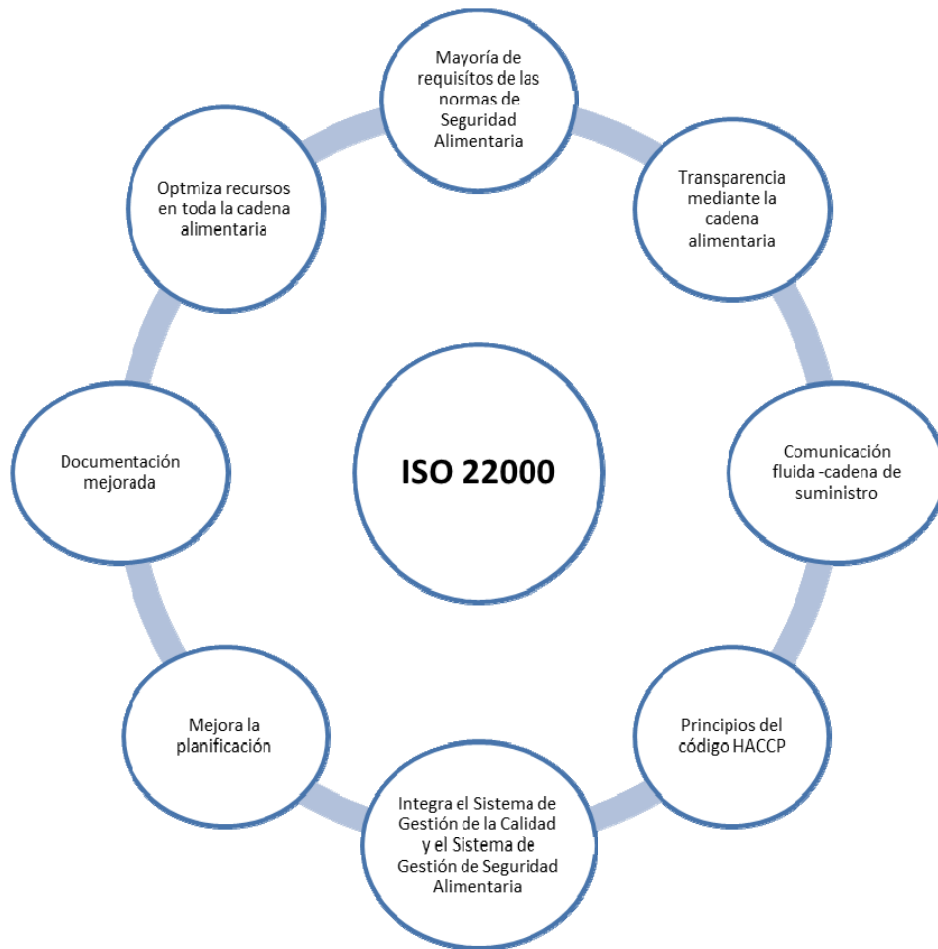 Mayoría de
requisítos de las
normas de
Seguridad
Alimentaria
Transparencia
mediante la
cadena
alimentaria
Comunicación
fluida -cadena de
suministro
Principios del
código HACCP
Integra el Sistema de
Gestión de la Calidad
y el Sistema de
Gestión de Seguridad
Alimentaria
Mejora la
planificación
Documentación
mejorada
Optmiza recursos
en toda la cadena
alimentaria
ISO 22000